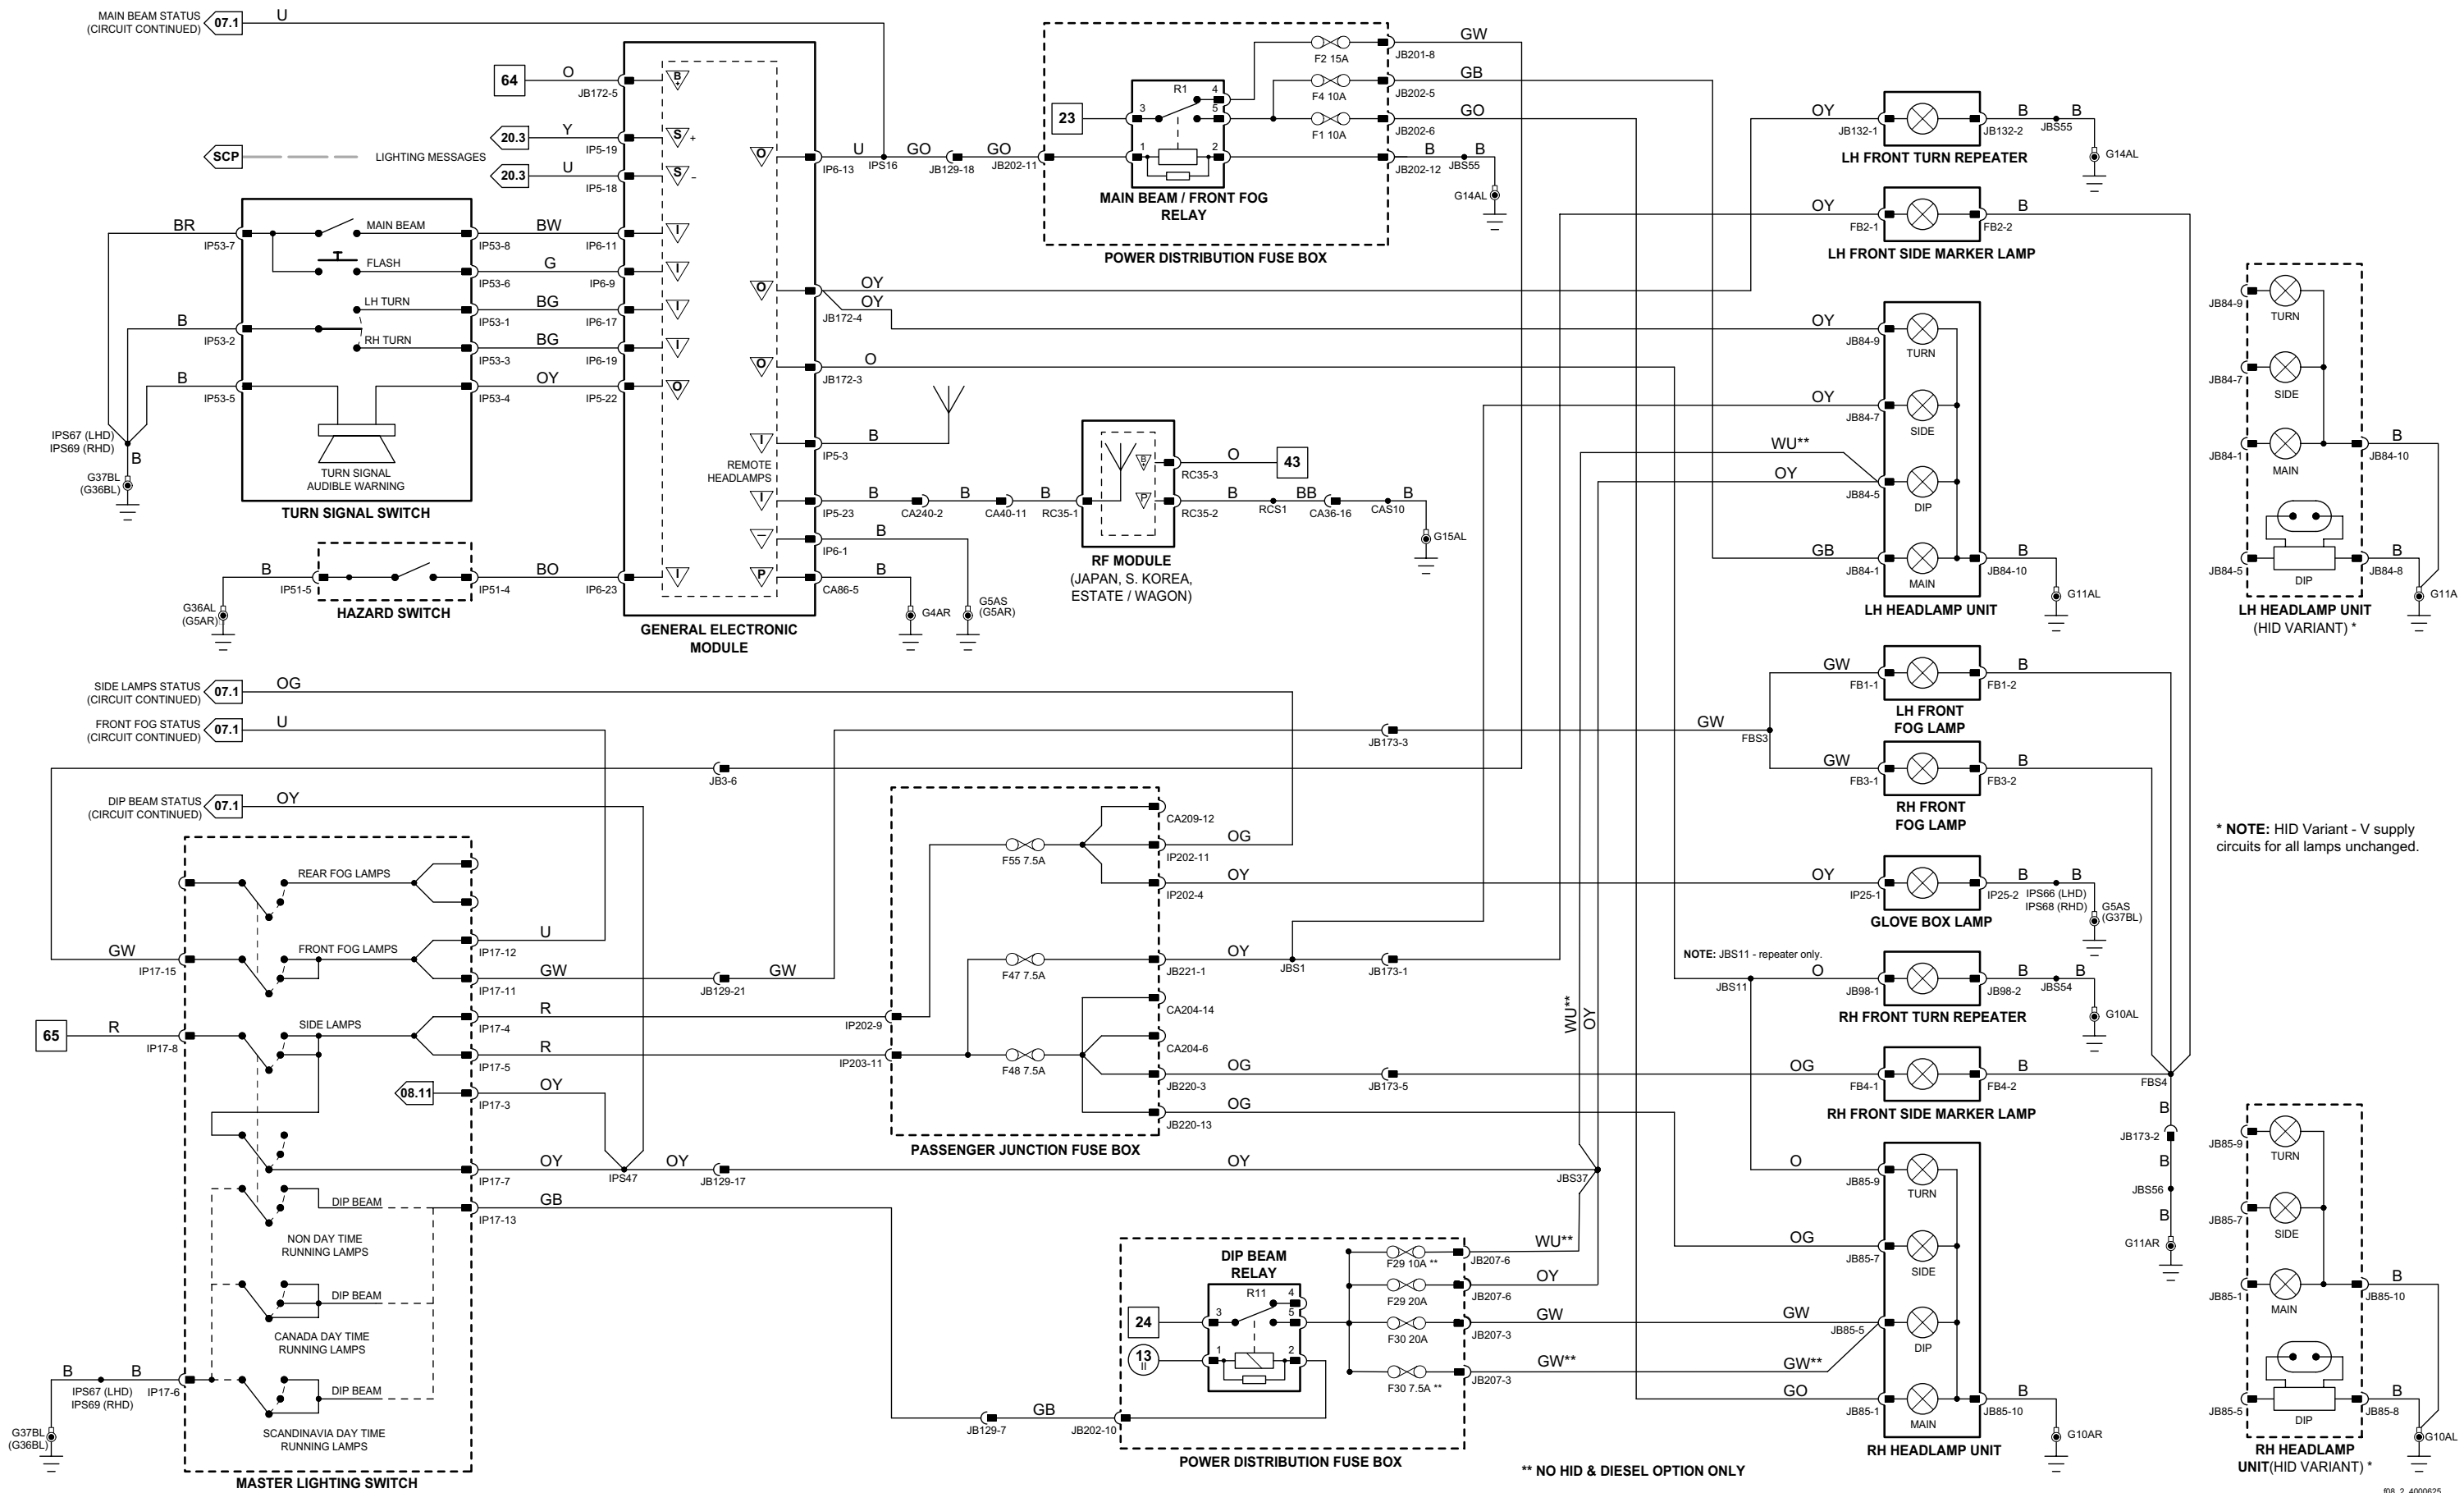 MAIN BEAM STATUS
(CIRCUIT CONTINUED)
07.1
U
64
O
JB172-5
B
+
20.3
Y
IP5-19
S
+
SCP
LIGHTING MESSAGES
20.3
U
IP5-18
S
–
O
IP6-13
U
IPS16
GO
JB129-18
GO
JB202-11
23
R1
3
4
5
1
2
F2 15A
JB201-8
GW
F4 10A
JB202-5
GB
F1 10A
JB202-6
GO
JB202-12
B
JBS55
B
G14AL
MAIN BEAM / FRONT FOG
RELAY
POWER DISTRIBUTION FUSE BOX
OY
JB132-1
B
JB132-2
JBS55
B
G14AL
LH FRONT TURN REPEATER
OY
FB2-1
B
FB2-2
LH FRONT SIDE MARKER LAMP
BR
IP53-7
MAIN BEAM
IP53-8
BW
IP6-11
I
FLASH
IP53-6
G
IP6-9
I
LH TURN
IP53-1
BG
IP6-17
I
B
IP53-2
RH TURN
IP53-3
BG
IP6-19
I
B
IP53-5
IP53-4
OY
IP5-22
O
IPS67 (LHD)
IPS69 (RHD)
B
G37BL
(G36BL)
TURN SIGNAL
AUDIBLE WARNING
TURN SIGNAL SWITCH
O
JB172-4
OY
OY
O
JB172-3
O
I
IP5-3
B
REMOTE
HEADLAMPS
I
IP5-23
B
CA240-2
B
CA40-11
B
RC35-1
B
+
RC35-3
O
43
P
RC35-2
B
RCS1
BB
CA36-16
CAS10
B
G15AL
RF MODULE
(JAPAN, S. KOREA,
ESTATE / WAGON)
–
IP6-1
B
P
CA86-5
B
G4AR
G5AS
(G5AR)
B
IP51-5
IP51-4
BO
IP6-23
I
G36AL
(G5AR)
HAZARD SWITCH
GENERAL ELECTRONIC
MODULE
OY
JB84-9
TURN
OY
JB84-7
SIDE
WU**
OY
JB84-5
DIP
GB
JB84-1
MAIN
JB84-10
B
G11AL
LH HEADLAMP UNIT
JB84-9
TURN
JB84-7
SIDE
JB84-1
MAIN
JB84-10
B
JB84-5
DIP
JB84-8
B
G11A
LH HEADLAMP UNIT
(HID VARIANT) *
SIDE LAMPS STATUS
(CIRCUIT CONTINUED)
07.1
OG
FRONT FOG STATUS
(CIRCUIT CONTINUED)
07.1
U
JB3-6
JB173-3
GW
FBS3
GW
FB1-1
B
FB1-2
LH FRONT
FOG LAMP
GW
FB3-1
B
FB3-2
RH FRONT
FOG LAMP
* NOTE: HID Variant - V supply
circuits for all lamps unchanged.
DIP BEAM STATUS
(CIRCUIT CONTINUED)
07.1
OY
REAR FOG LAMPS
GW
IP17-15
FRONT FOG LAMPS
IP17-12
U
IP17-11
GW
JB129-21
GW
65
R
IP17-8
SIDE LAMPS
IP17-4
R
IP202-9
IP17-5
R
IP203-11
08.11
IP17-3
OY
IP17-7
OY
IPS47
OY
JB129-17
OY
JBS37
IP17-13
GB
DIP BEAM
NON DAY TIME
RUNNING LAMPS
DIP BEAM
CANADA DAY TIME
RUNNING LAMPS
DIP BEAM
SCANDINAVIA DAY TIME
RUNNING LAMPS
B
IPS67 (LHD)
IPS69 (RHD)
B
IP17-6
G37BL
(G36BL)
MASTER LIGHTING SWITCH
F55 7.5A
CA209-12
IP202-11
OG
IP202-4
OY
F47 7.5A
JB221-1
OY
JBS1
JB173-1
F48 7.5A
CA204-14
CA204-6
JB220-3
OG
JB173-5
JB220-13
OG
PASSENGER JUNCTION FUSE BOX
WU**
OY
OY
IP25-1
B
IP25-2
IPS66 (LHD)
IPS68 (RHD)
B
G5AS
(G37BL)
GLOVE BOX LAMP
NOTE: JBS11 - repeater only.
JBS11
O
JB98-1
B
JB98-2
JBS54
B
G10AL
RH FRONT TURN REPEATER
OG
FB4-1
B
FB4-2
FBS4
RH FRONT SIDE MARKER LAMP
B
JB173-2
B
JBS56
B
G11AR
DIP BEAM
RELAY
R11
24
3
4
5
13
II
1
2
F29 10A **
JB207-6
WU**
F29 20A
JB207-6
OY
F30 20A
JB207-3
GW
F30 7.5A **
JB207-3
GW**
JB129-7
GB
JB202-10
POWER DISTRIBUTION FUSE BOX
** NO HID & DIESEL OPTION ONLY
O
JB85-9
TURN
OG
JB85-7
SIDE
GW
JB85-5
DIP
GW**
GO
JB85-1
MAIN
JB85-10
B
G10AR
RH HEADLAMP UNIT
JB85-9
TURN
JB85-7
SIDE
JB85-1
MAIN
JB85-10
B
JB85-5
DIP
JB85-8
B
G10AL
RH HEADLAMP
UNIT(HID VARIANT) *
f08_2_4000625